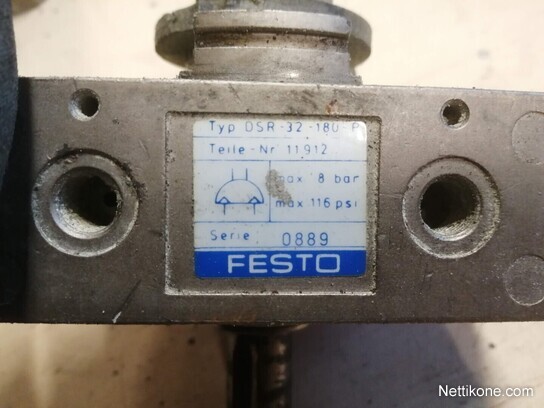 Typ DSR-32-180-P
Teile-Nr 11912
max 8 bar
max 116 psi
Serie 0889
FESTO
Nettikone.com